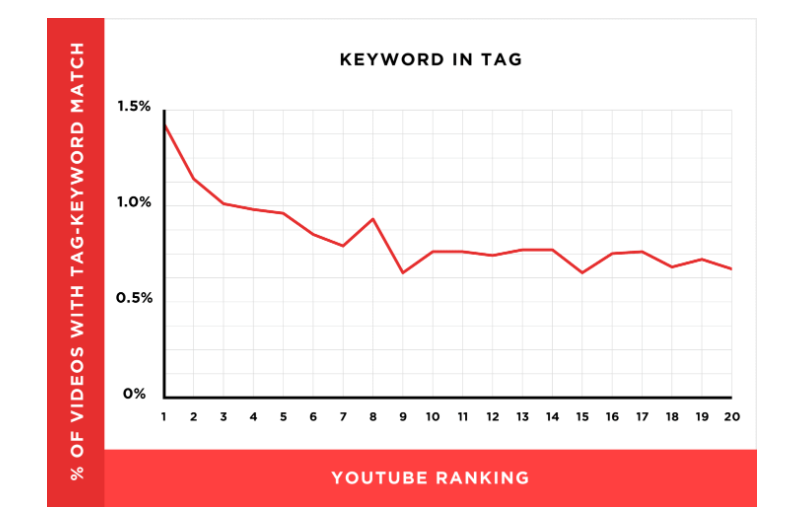 KEYWORD IN TAG
% OF VIDEOS WITH TAG-KEYWORD MATCH
1.5%
1.0%
0.5%
0%
1 2 3 4 5 6 7 8 9 10 11 12 13 14 15 16 17 18 19 20
YOUTUBE RANKING